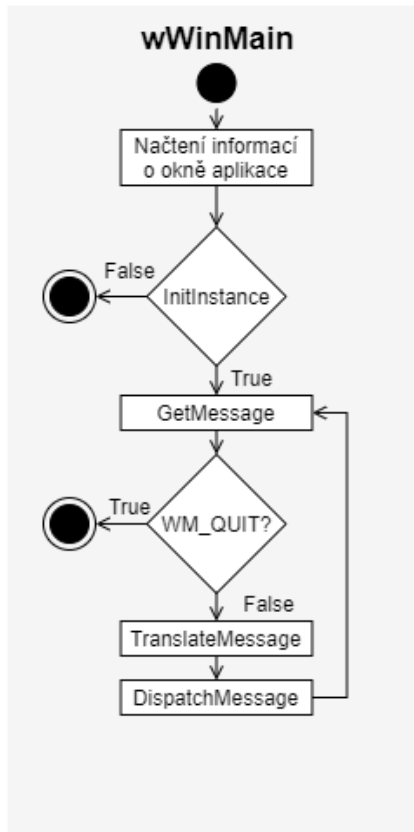 wWinMain
Načtení informací
o okně aplikace
False
InitInstance
True
GetMessage
True
WM_QUIT?
False
TranslateMessage
DispatchMessage